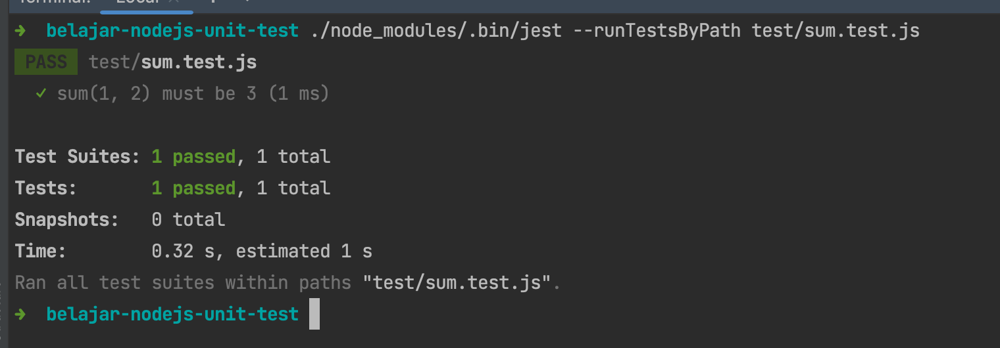 Terminal: Local
➜ belajar-nodejs-unit-test ./node_modules/.bin/jest --runTestsByPath test/sum.test.js
PASS test/sum.test.js
✓ sum(1, 2) must be 3 (1 ms)
Test Suites: 1 passed, 1 total
Tests: 1 passed, 1 total
Snapshots: 0 total
Time: 0.32 s, estimated 1 s
Ran all test suites within paths "test/sum.test.js".
➜ belajar-nodejs-unit-test